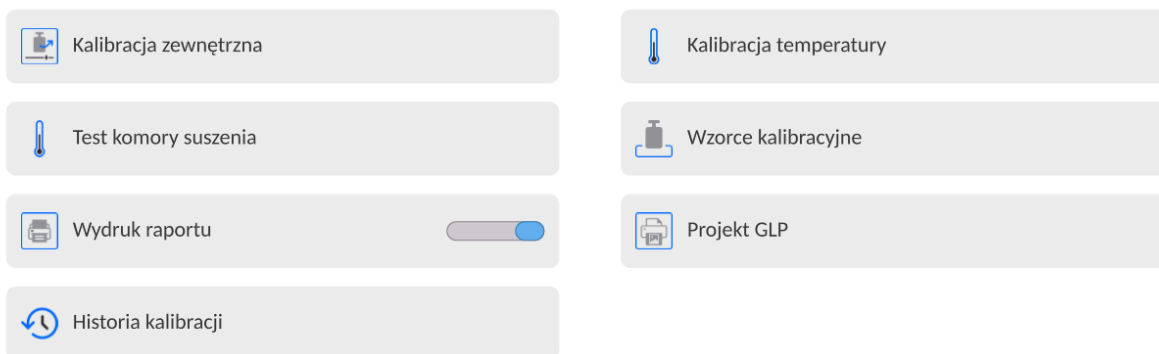 Kalibracja zewnętrzna
Kalibracja temperatury
Test komory suszenia
Wzorce kalibracyjne
Wydruk raportu
Projekt GLP
Historia kalibracji